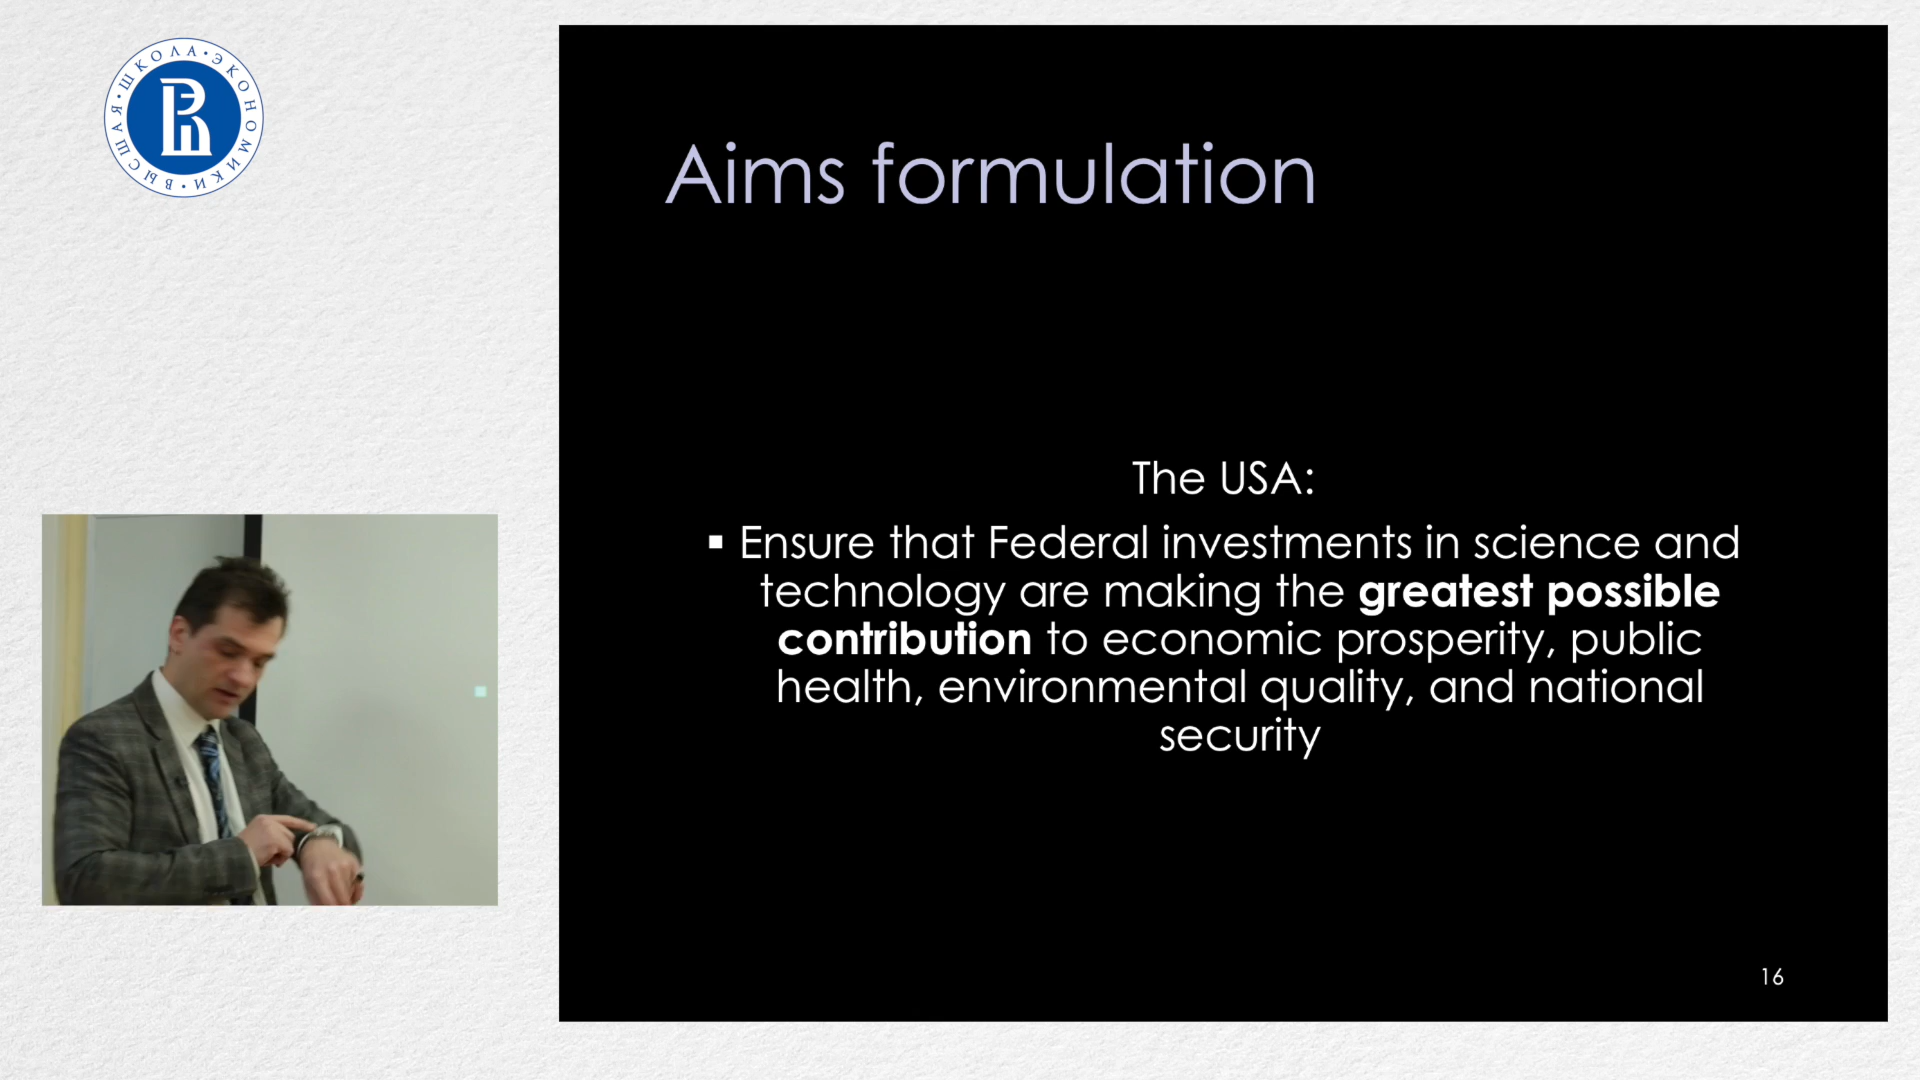 ВЫСШАЯ • ШКОЛА • ЭКОНОМИКИ •
Aims formulation
The USA:
▪ Ensure that Federal investments in science and
technology are making the greatest possible
contribution to economic prosperity, public
health, environmental quality, and national
security
16